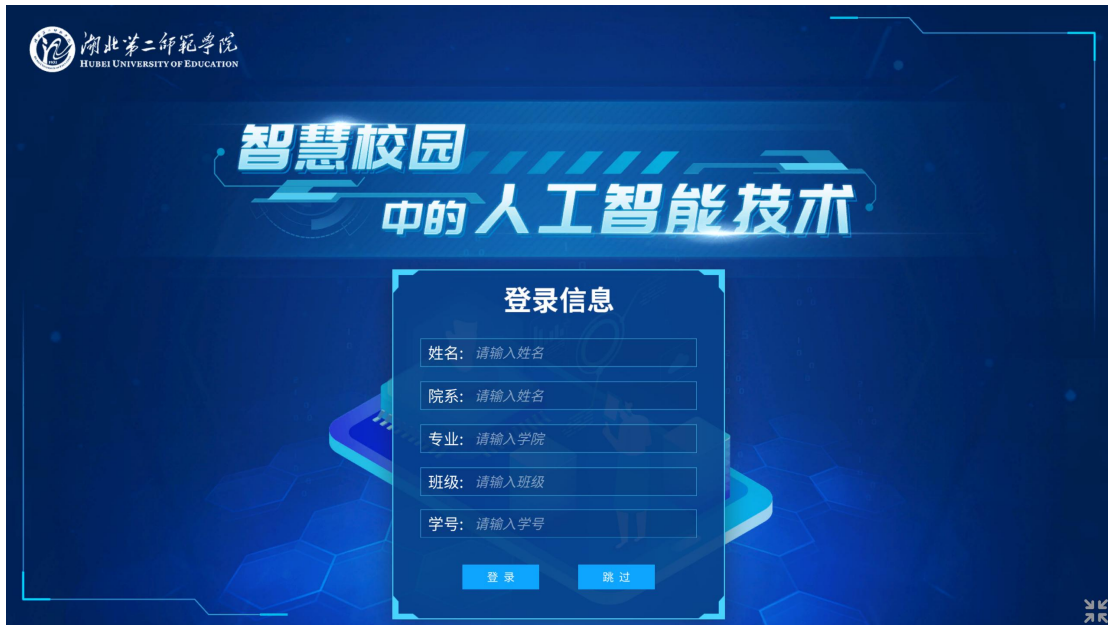 湖北第二师范学院
HUBEI UNIVERSITY OF EDUCATION
智慧校园
中的人工智能技术
登录信息
姓名: 请输入姓名
院系: 请输入姓名
专业: 请输入学院
班级: 请输入班级
学号: 请输入学号
登录 跳过